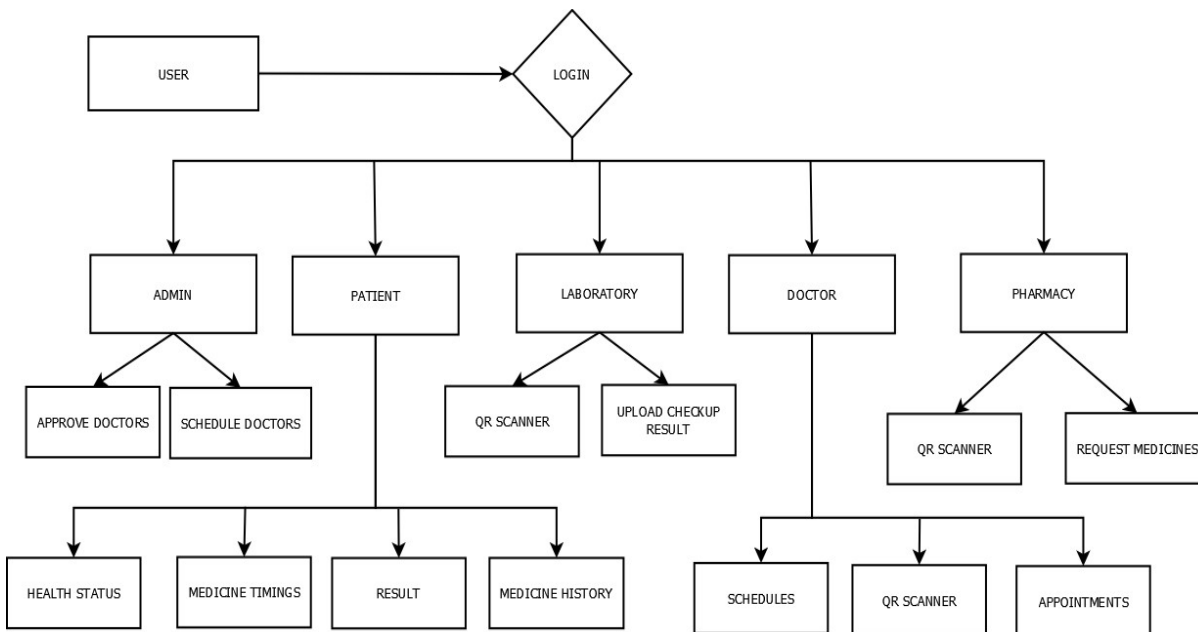 USER
LOGIN
ADMIN
PATIENT
LABORATORY
DOCTOR
PHARMACY
APPROVE DOCTORS
SCHEDULE DOCTORS
QR SCANNER
UPLOAD CHECKUP
RESULT
QR SCANNER
REQUEST MEDICINES
HEALTH STATUS
MEDICINE TIMINGS
RESULT
MEDICINE HISTORY
SCHEDULES
QR SCANNER
APPOINTMENTS